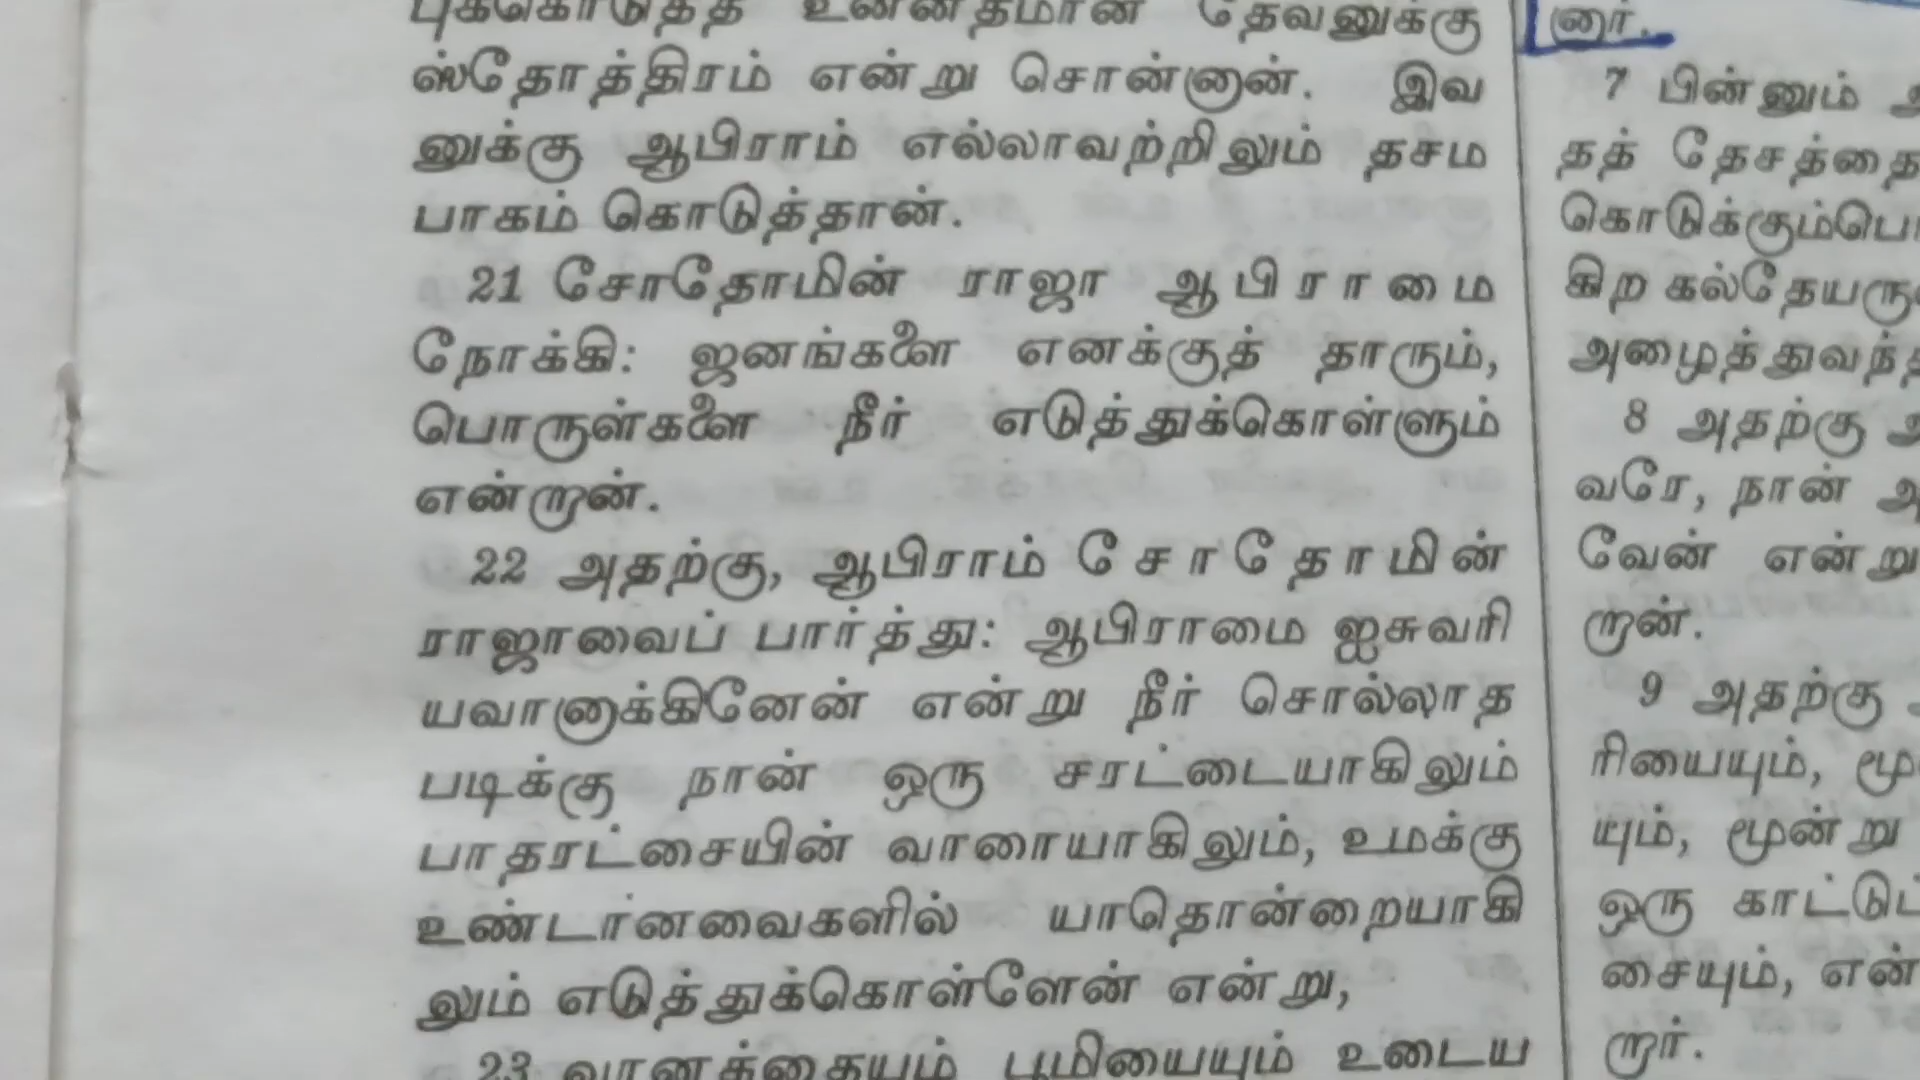 புக்கொடுத்த உன்னதமான தேவனுக்கு
ஸ்தோத்திரம் என்று சொன்னான். இவ
னுக்கு ஆபிராம் எல்லாவற்றிலும் தசம
பாகம் கொடுத்தான்.
21 சோதோமின் ராஜா ஆபிராமை
நோக்கி: ஜனங்களை எனக்குத் தாரும்,
பொருள்களை நீர் எடுத்துக்கொள்ளும்
என்றான்.
22 அதற்கு, ஆபிராம் சோதோமின்
ராஜாவைப் பார்த்து: ஆபிராமை ஐசுவரி
யவானாக்கினேன் என்று நீர் சொல்லாத
படிக்கு நான் ஒரு சரட்டையாகிலும்
பாதரட்சையின் வாரையாகிலும், உமக்கு
உண்டானவைகளில் யாதொன்றையாகி
லும் எடுத்துக்கொள்ளேன் என்று,
23 வானத்தையும் பூமியையும் உடைய
னார்.
7 பின்னும்
தத் தேசத்தை
கொடுக்கும்பொ
கிற கல்தேயரு
அழைத்துவந்த
8 அதற்கு
வரே, நான்
வேன் என்று
றான்.
9 அதற்கு
ரியையும், மூ
யும், மூன்று
ஒரு காட்டுப்
சையும், என்
றார்.